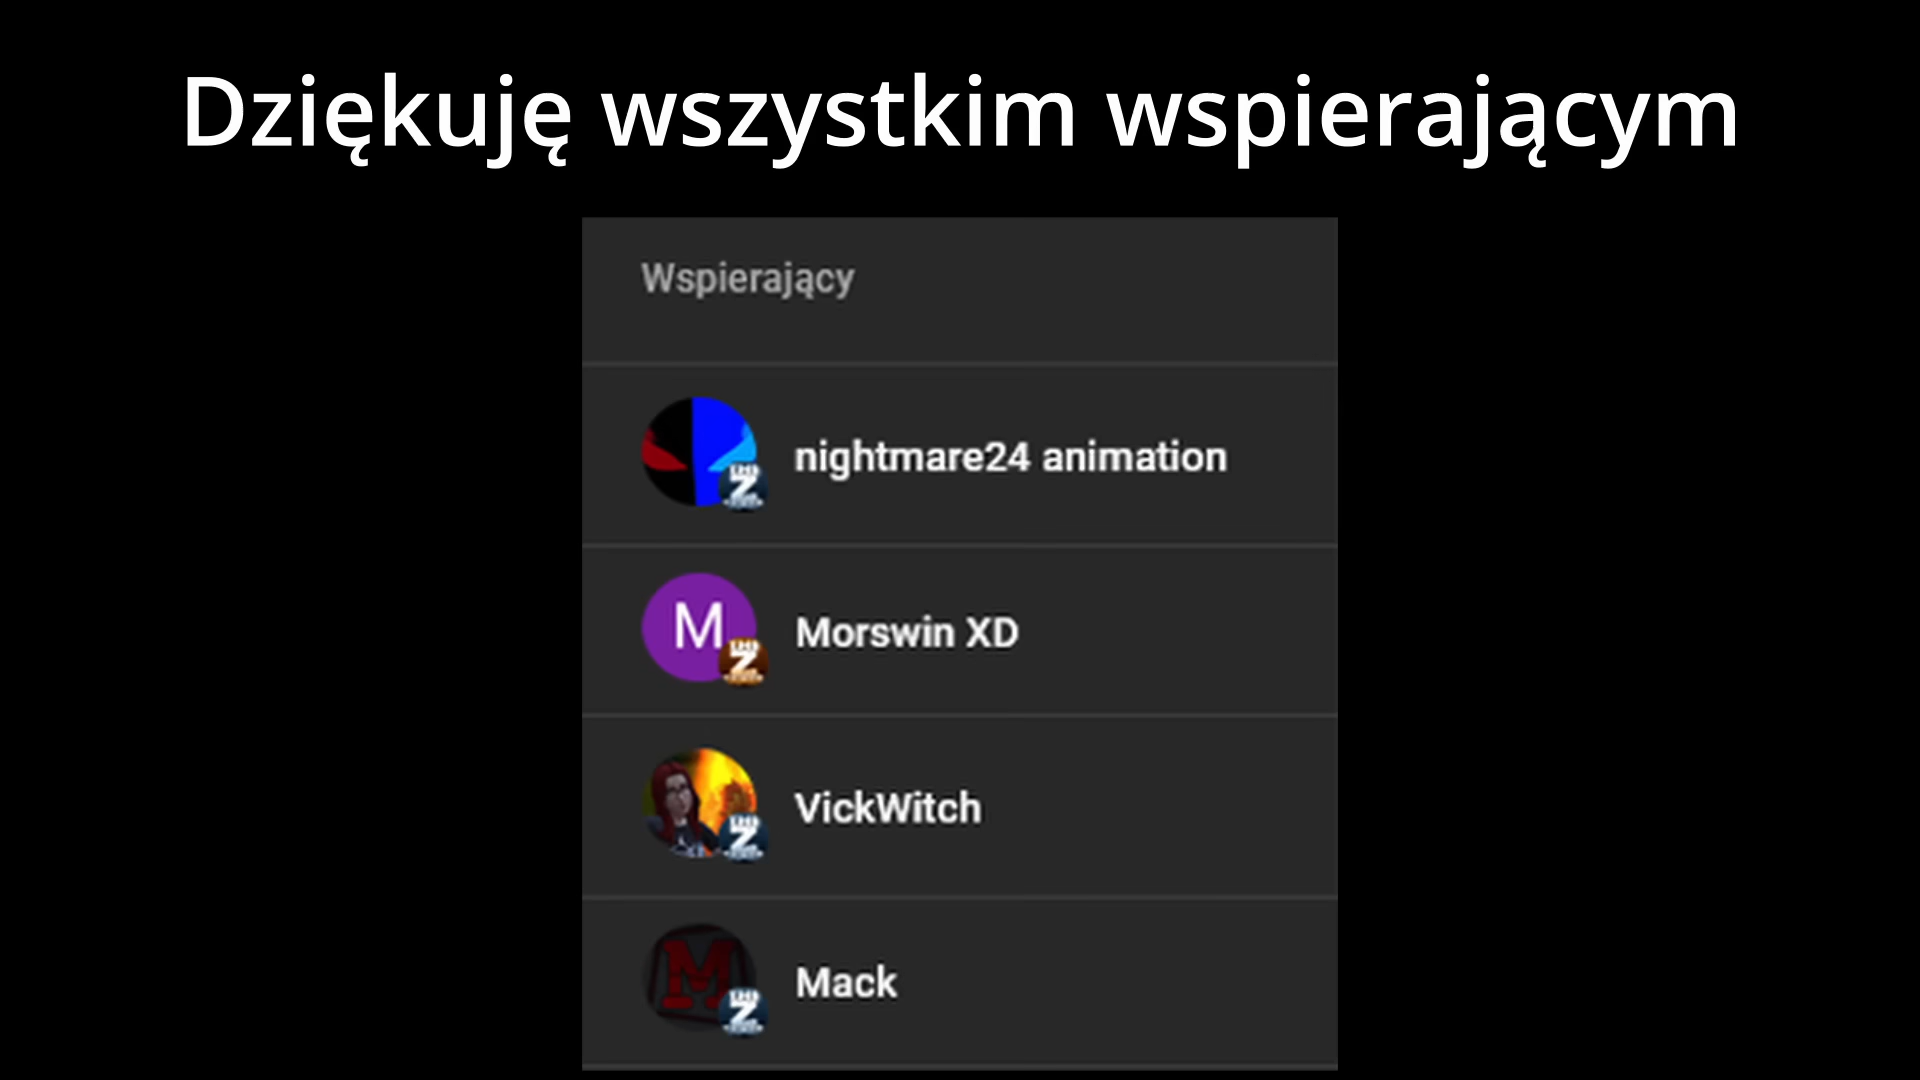 Dziękuję wszystkim wspierającym
Wspierający
nightmare24 animation
M
Morswin XD
VickWitch
M
Mack